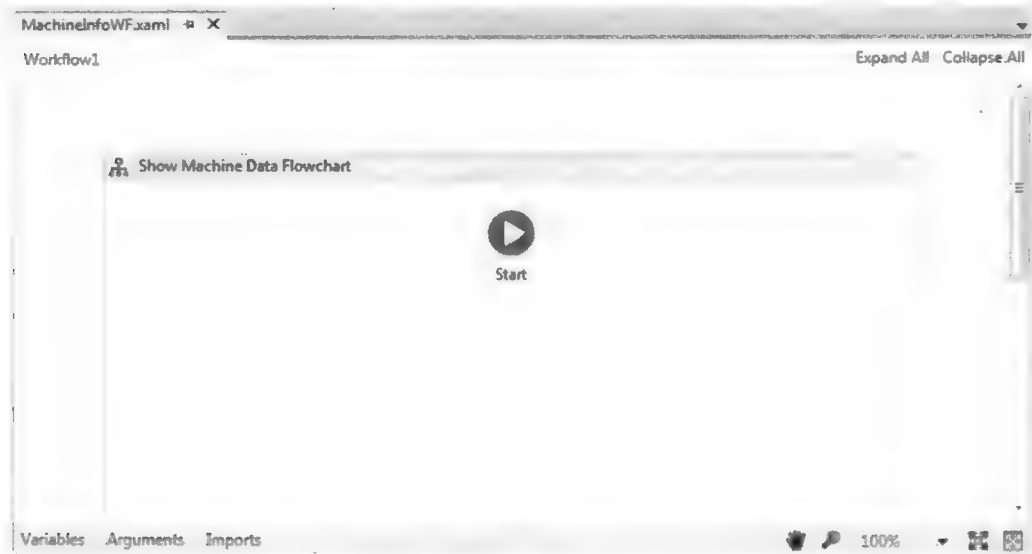 MachineInfoWF.xaml
Workflow1 Expand All Collapse All
Show Machine Data Flowchart
Start
Variables Arguments Imports 100%